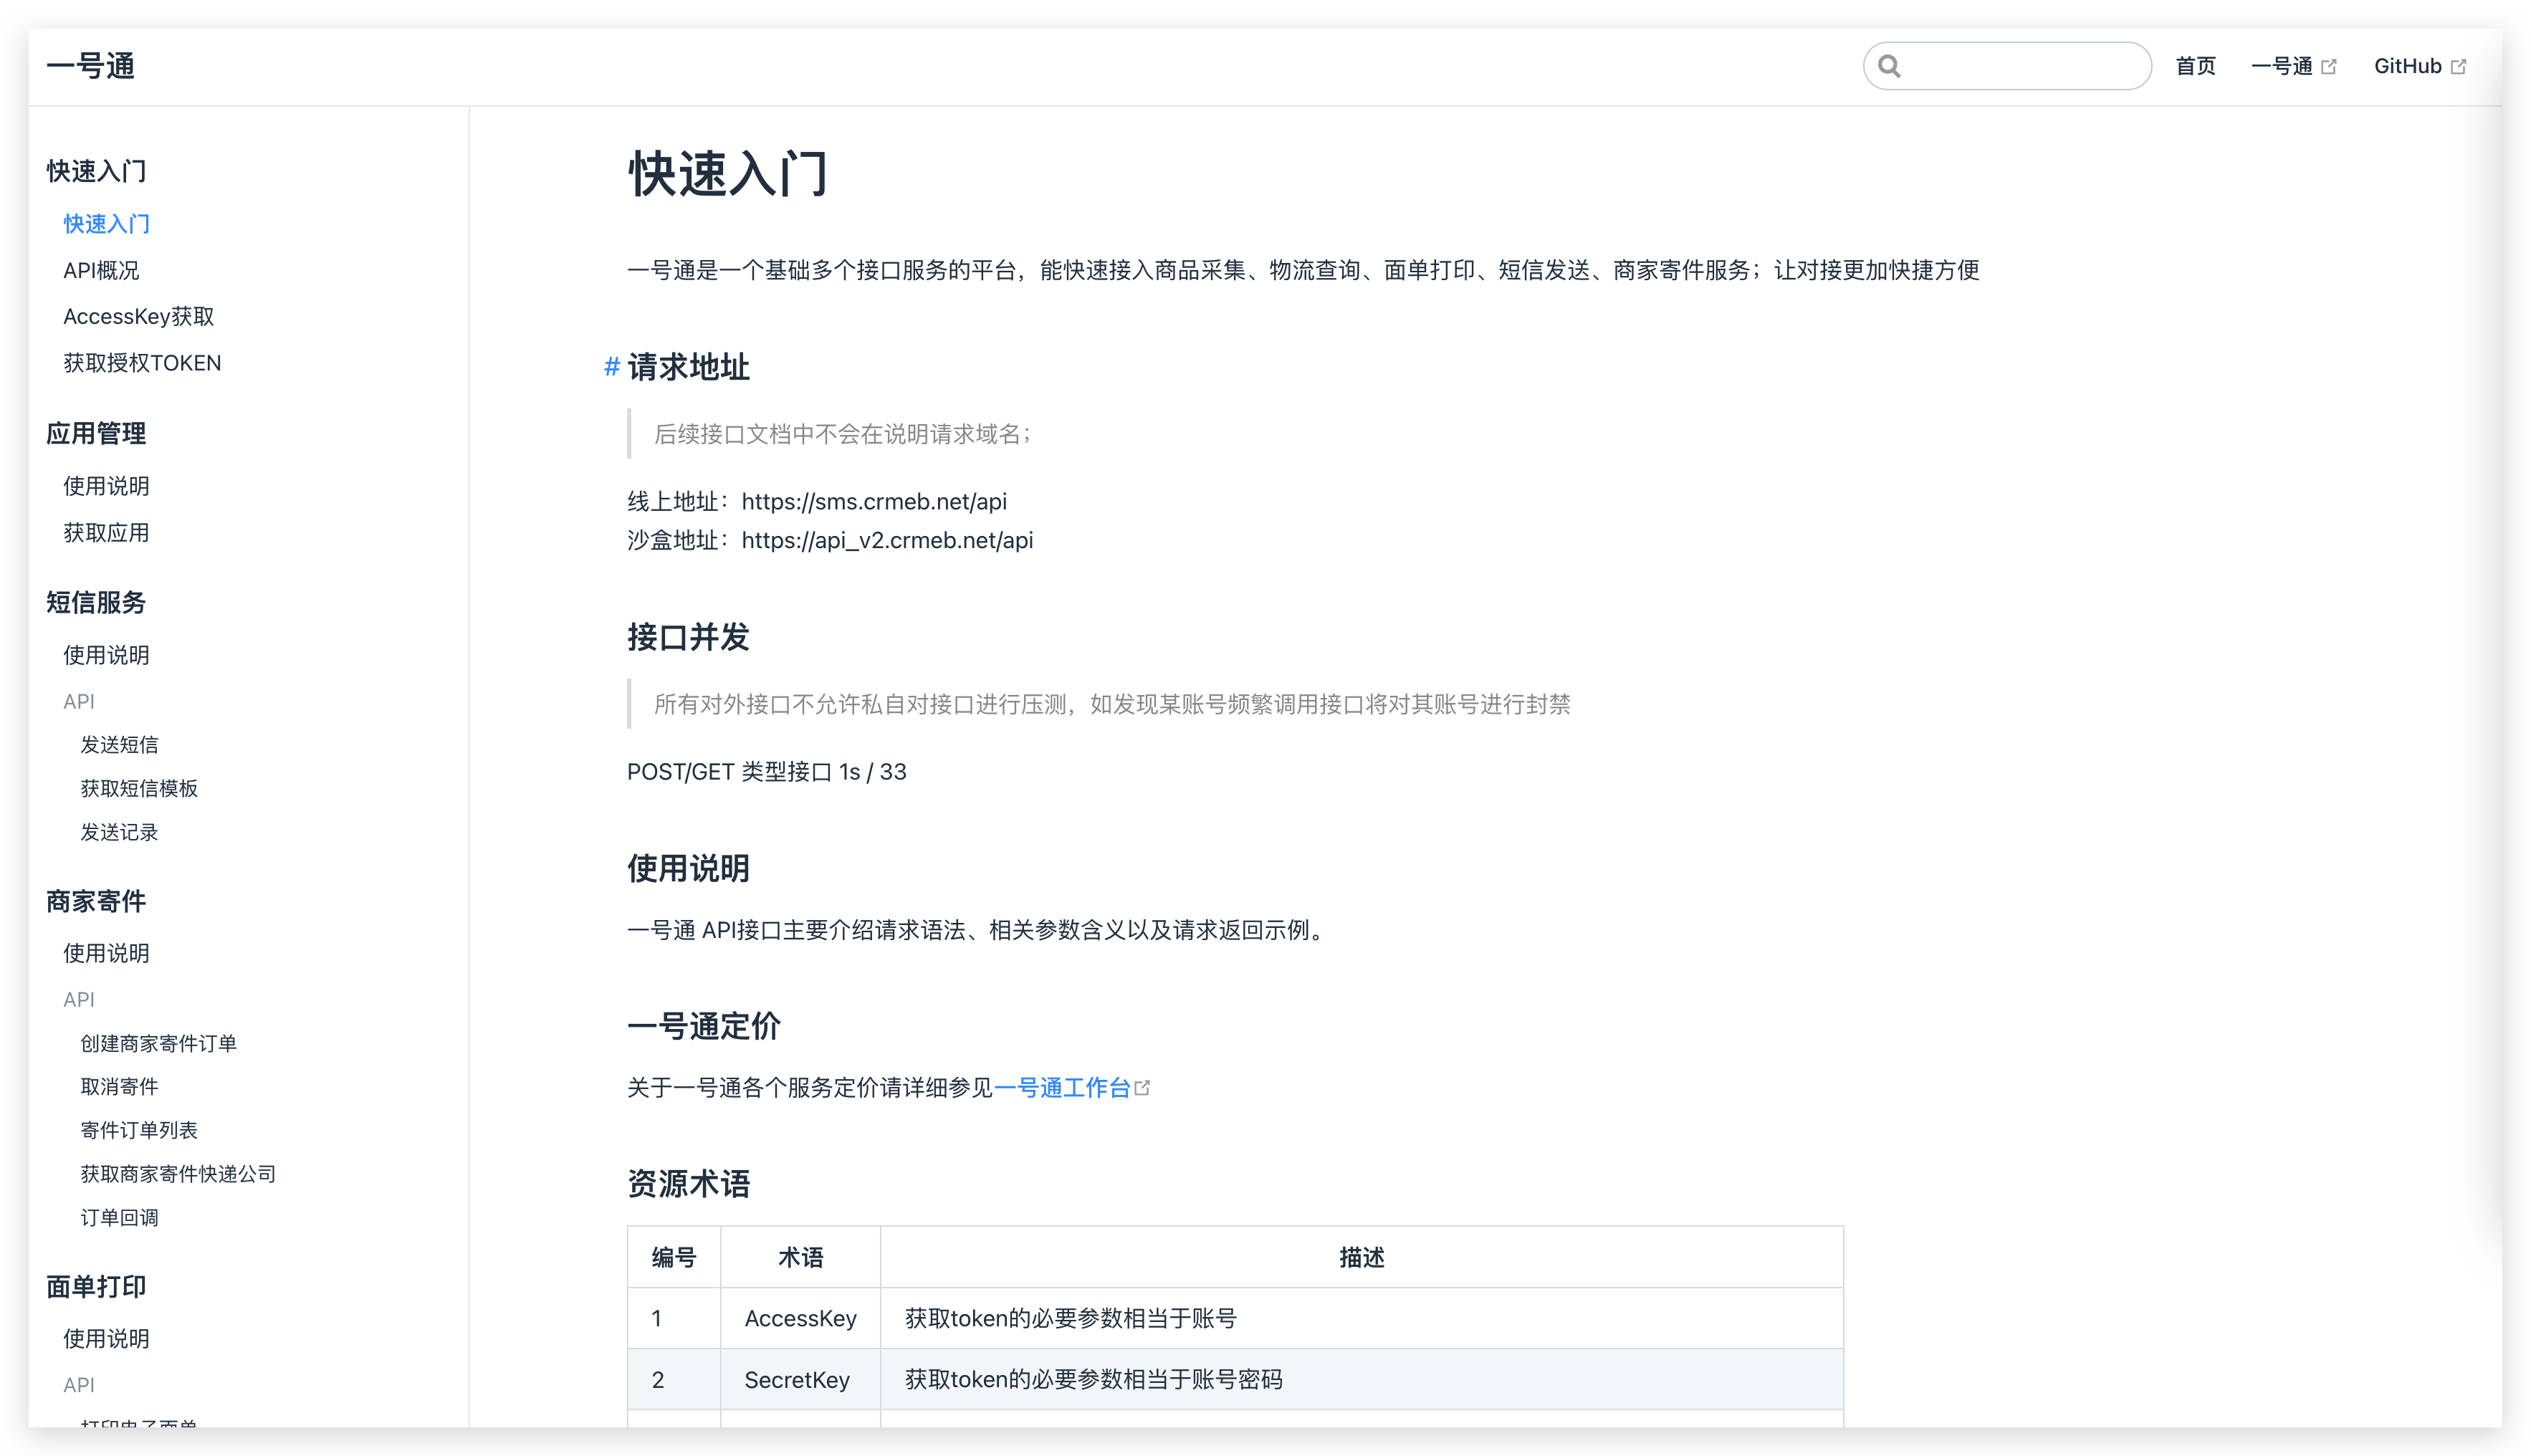 一号通
首页
一号通
GitHub
快速入门
快速入门
API概况
AccessKey获取
获取授权TOKEN
应用管理
使用说明
获取应用
短信服务
使用说明
API
发送短信
获取短信模板
发送记录
商家寄件
使用说明
API
创建商家寄件订单
取消寄件
寄件订单列表
获取商家寄件快递公司
订单回调
面单打印
使用说明
API
打印电子面单
快速入门
一号通是一个基础多个接口服务的平台，能快速接入商品采集、物流查询、面单打印、短信发送、商家寄件服务；让对接更加快捷方便
# 请求地址
后续接口文档中不会在说明请求域名；
线上地址：https://sms.crmeb.net/api
沙盒地址：https://api_v2.crmeb.net/api
接口并发
所有对外接口不允许私自对接口进行压测，如发现某账号频繁调用接口将对其账号进行封禁
POST/GET 类型接口 1s / 33
使用说明
一号通 API接口主要介绍请求语法、相关参数含义以及请求返回示例。
一号通定价
关于一号通各个服务定价请详细参见一号通工作台
资源术语
编号 术语 描述
1 AccessKey 获取token的必要参数相当于账号
2 SecretKey 获取token的必要参数相当于账号密码